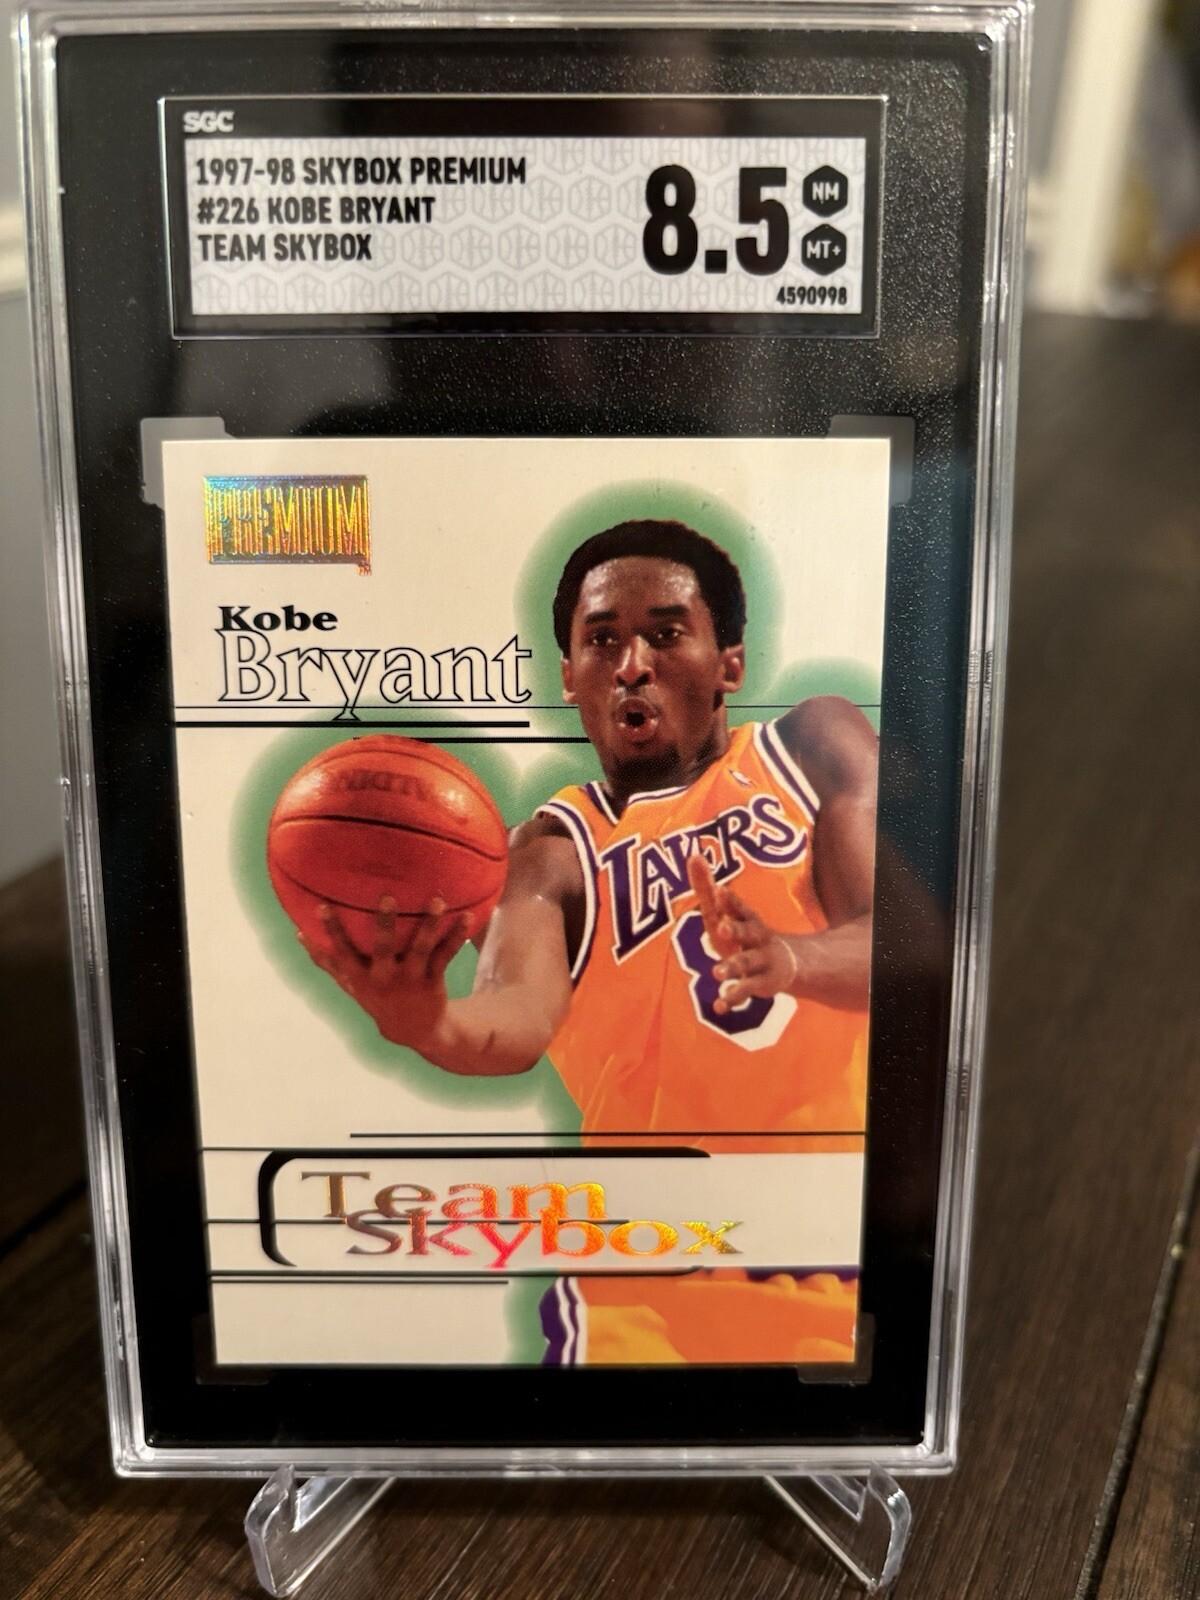 SGC
1997-98 SKYBOX PREMIUM
#226 KOBE BRYANT
TEAM SKYBOX
8.5
NM
MT+
4590998
PREMIUM
Kobe
Bryant
LAKERS
8
Team
Skybox